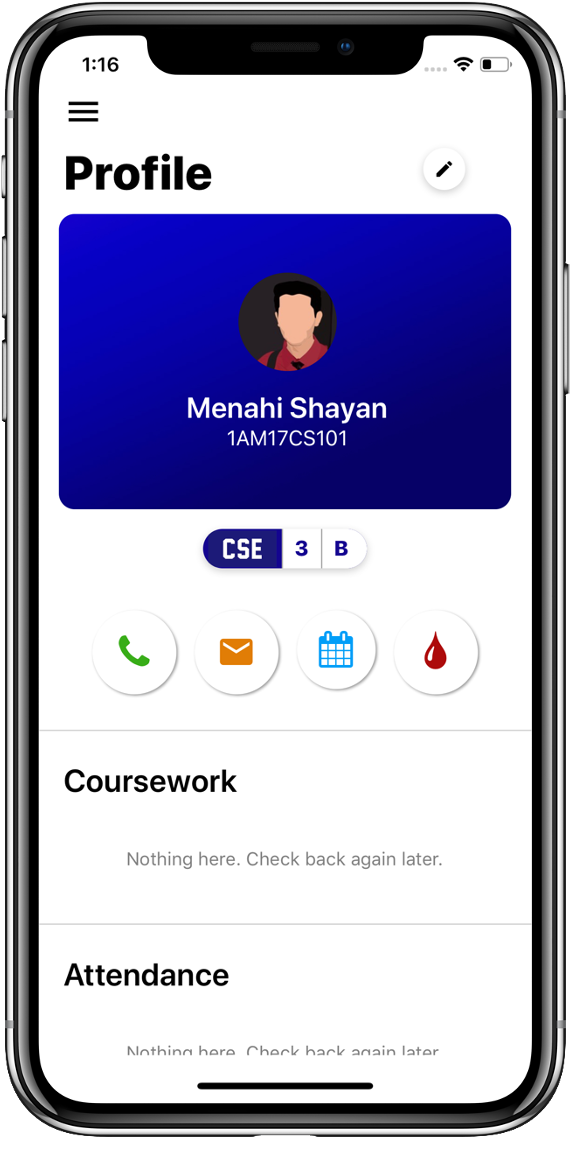 1:16
Profile
Menahi Shayan
1AM17CS101
CSE 3 B
Coursework
Nothing here. Check back again later.
Attendance
Nothing here. Check back again later.